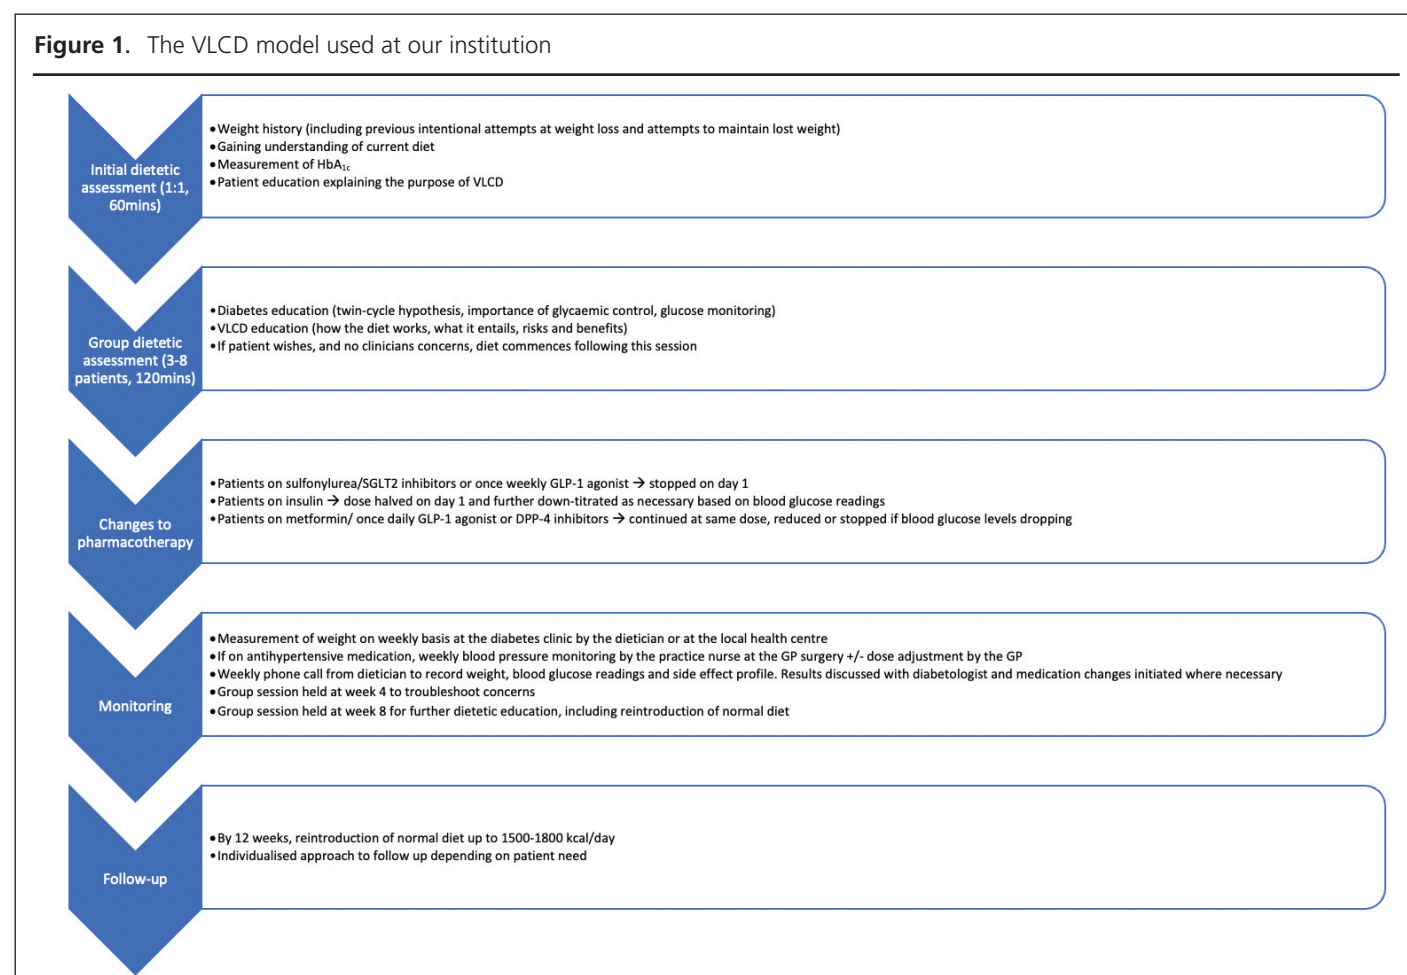 Figure 1. The VLCD model used at our institution
Initial dietetic
assessment (1:1,
60mins)
•Weight history (including previous intentional attempts at weight loss and attempts to maintain lost weight)
•Gaining understanding of current diet
•Measurement of HbA1c
•Patient education explaining the purpose of VLCD
Group dietetic
assessment (3-8
patients, 120mins)
•Diabetes education (twin-cycle hypothesis, importance of glycaemic control, glucose monitoring)
•VLCD education (how the diet works, what it entails, risks and benefits)
•If patient wishes, and no clinicians concerns, diet commences following this session
Changes to
pharmacotherapy
•Patients on sulfonylurea/SGLT2 inhibitors or once weekly GLP-1 agonist → stopped on day 1
•Patients on insulin → dose halved on day 1 and further down-titrated as necessary based on blood glucose readings
•Patients on metformin/ once daily GLP-1 agonist or DPP-4 inhibitors → continued at same dose, reduced or stopped if blood glucose levels dropping
Monitoring
•Measurement of weight on weekly basis at the diabetes clinic by the dietician or at the local health centre
•If on antihypertensive medication, weekly blood pressure monitoring by the practice nurse at the GP surgery +/- dose adjustment by the GP
•Weekly phone call from dietician to record weight, blood glucose readings and side effect profile. Results discussed with diabetologist and medication changes initiated where necessary
•Group session held at week 4 to troubleshoot concerns
•Group session held at week 8 for further dietetic education, including reintroduction of normal diet
Follow-up
•By 12 weeks, reintroduction of normal diet up to 1500-1800 kcal/day
•Individualised approach to follow up depending on patient need